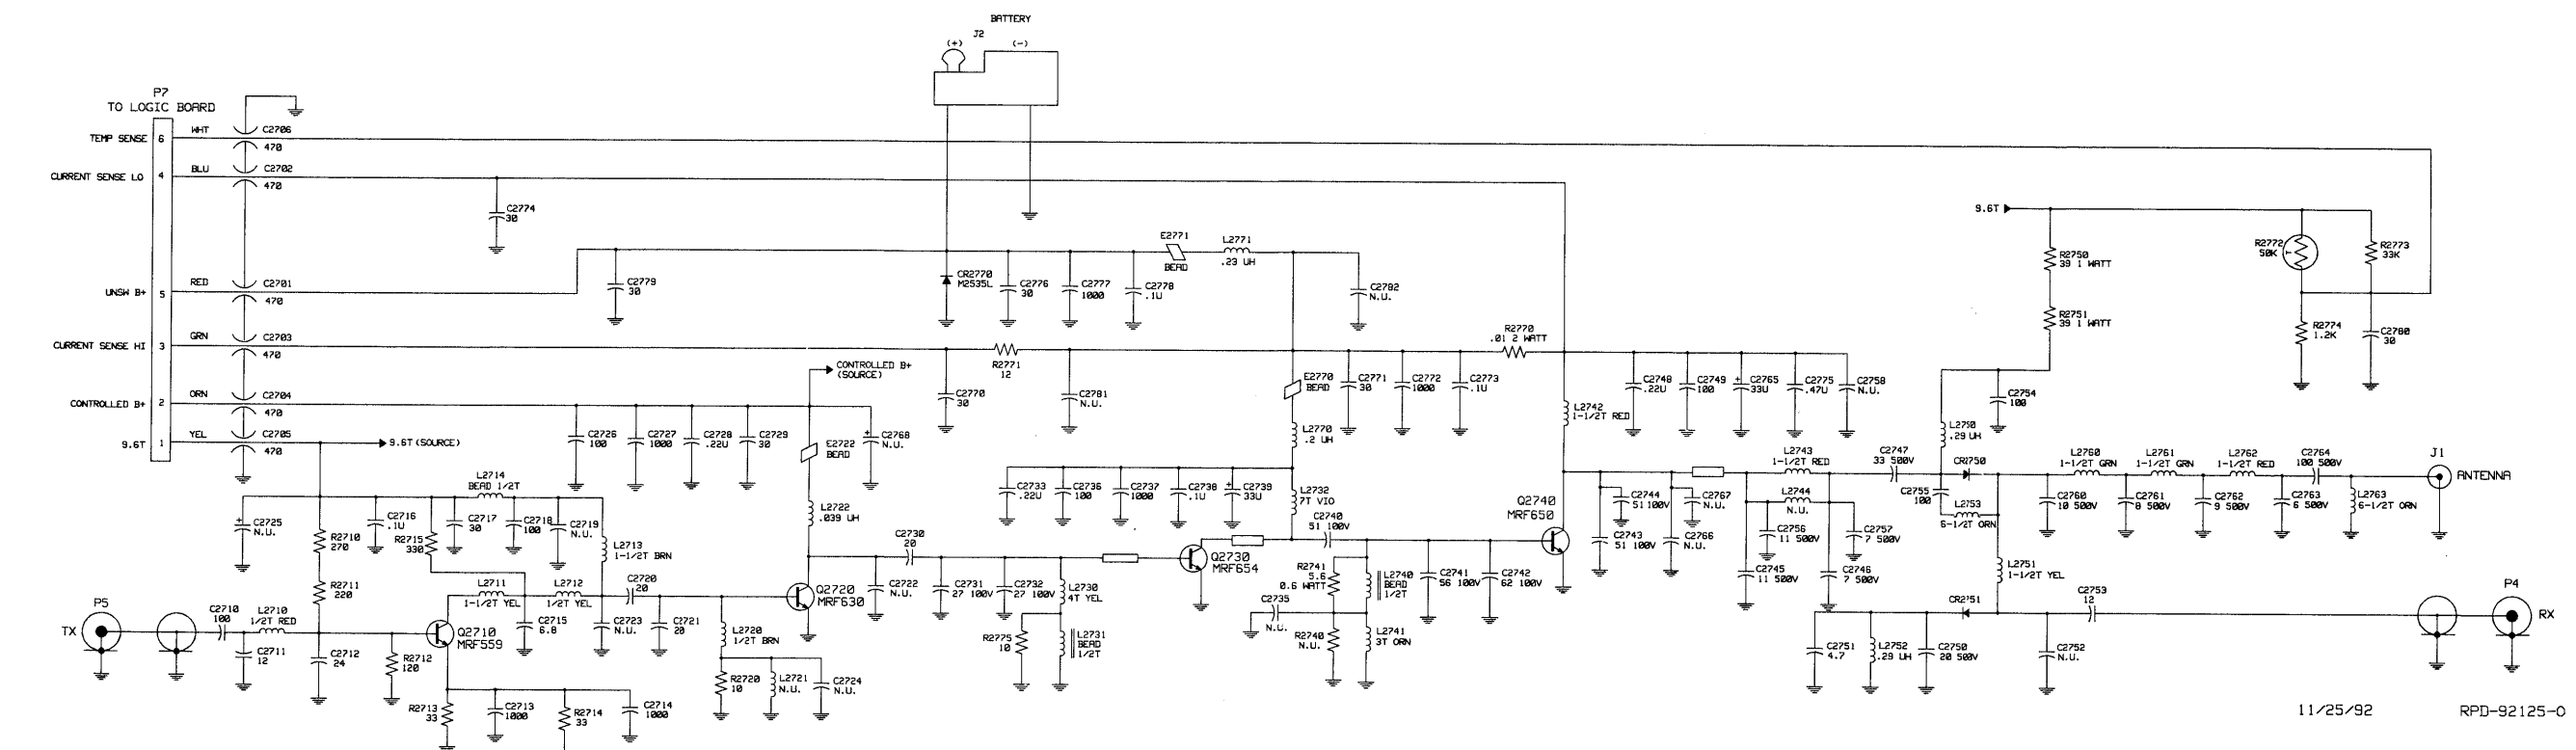 BATTERY
J2
(+)
(-)
P7
TO LOGIC BOARD
TEMP SENSE 6 WHT C2706
470
CURRENT SENSE LO 4 BLU C2702
470
C2774
30
UNSW B+ 5 RED C2701
470
CURRENT SENSE HI 3 GRN C2703
470
CONTROLLED B+ 2 ORN C2704
470
9.6T 1 YEL C2705
470
9.6T (SOURCE)
C2779
30
CR2770
M2535L
C2776
30
C2777
1000
C2778
.1U
E2771
BEAD
L2771
.23 UH
C2782
N.U.
9.6T
R2750
39 1 WATT
R2751
39 1 WATT
R2772
50K
T
R2773
33K
R2774
1.2K
C2780
30
CONTROLLED B+
(SOURCE)
C2770
30
R2771
12
C2781
N.U.
E2770
BEAD
C2771
30
C2772
1000
C2773
.1U
R2770
.01 2 WATT
L2742
1-1/2T RED
C2748
.22U
C2749
100
C2765
33U
C2775
.47U
C2758
N.U.
C2754
100
L2750
.29 UH
C2726
100
C2727
1000
C2728
.22U
C2729
30
E2722
BEAD
C2768
N.U.
L2770
.2 UH
L2722
.039 UH
C2733
.22U
C2736
100
C2737
1000
C2738
.1U
C2739
33U
L2732
7T VIO
C2740
51 100V
L2714
BEAD 1/2T
C2725
N.U.
R2710
270
R2711
220
C2716
.1U
R2715
330
C2717
30
C2718
100
C2719
N.U.
L2713
1-1/2T BRN
L2711
1-1/2T YEL
L2712
1/2T YEL
C2720
20
C2715
6.8
C2723
N.U.
C2721
20
Q2720
MRF630
C2730
20
C2722
N.U.
C2731
27 100V
C2732
27 100V
L2730
4T YEL
Q2730
MRF654
R2741
5.6
0.6 WATT
L2740
BEAD
1/2T
C2741
56 100V
C2742
62 100V
Q2740
MRF650
C2744
51 100V
C2767
N.U.
C2743
51 100V
C2766
N.U.
L2743
1-1/2T RED
L2744
N.U.
C2756
11 500V
C2757
7 500V
C2745
11 500V
C2746
7 500V
C2747
33 500V
CR2750
C2755
100
L2753
6-1/2T ORN
L2751
1-1/2T YEL
L2760
1-1/2T GRN
L2761
1-1/2T GRN
L2762
1-1/2T RED
C2764
100 500V
C2760
10 500V
C2761
8 500V
C2762
9 500V
C2763
6 500V
L2763
6-1/2T ORN
J1
ANTENNA
P5
TX
C2710
100
L2710
1/2T RED
C2711
12
C2712
24
R2712
120
Q2710
MRF559
L2720
1/2T BRN
R2720
10
L2721
N.U.
C2724
N.U.
R2713
33
C2713
1000
R2714
33
C2714
1000
R2775
10
L2731
BEAD
1/2T
C2735
N.U.
R2740
N.U.
L2741
3T ORN
CR2751
C2753
12
C2751
4.7
L2752
.29 UH
C2750
20 500V
C2752
N.U.
P4
RX
11/25/92
RPD-92125-O